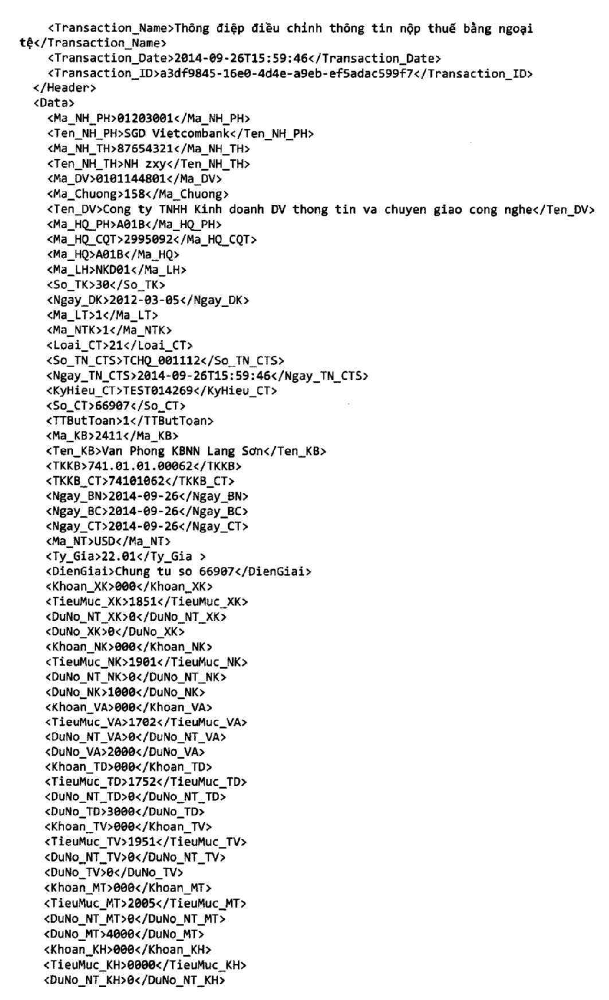 <Transaction_Name>Thông điệp điều chỉnh thông tin nộp thuế bằng ngoại
tệ</Transaction_Name>
<Transaction_Date>2014-09-26T15:59:46</Transaction_Date>
<Transaction_ID>a3df9845-16e0-4d4e-a9eb-ef5adac599f7</Transaction_ID>
</Header>
<Data>
<Ma_NH_PH>01203001</Ma_NH_PH>
<Ten_NH_PH>SGD Vietcombank</Ten_NH_PH>
<Ma_NH_TH>87654321</Ma_NH_TH>
<Ten_NH_TH>NH zxy</Ten_NH_TH>
<Ma_DV>0101144801</Ma_DV>
<Ma_Chuong>158</Ma_Chuong>
<Ten_DV>Cong ty TNHH Kinh doanh DV thong tin va chuyen giao cong nghe</Ten_DV>
<Ma_HQ_PH>A01B</Ma_HQ_PH>
<Ma_HQ_CQT>2995092</Ma_HQ_CQT>
<Ma_HQ>A01B</Ma_HQ>
<Ma_LH>NKD01</Ma_LH>
<So_TK>30</So_TK>
<Ngay_DK>2012-03-05</Ngay_DK>
<Ma_LT>1</Ma_LT>
<Ma_NTK>1</Ma_NTK>
<Loai_CT>21</Loai_CT>
<So_TN_CTS>TCHQ_001112</So_TN_CTS>
<Ngay_TN_CTS>2014-09-26T15:59:46</Ngay_TN_CTS>
<KyHieu_CT>TEST014269</KyHieu_CT>
<So_CT>66907</So_CT>
<TTButToan>1</TTButToan>
<Ma_KB>2411</Ma_KB>
<Ten_KB>Van Phong KBNN Lang Sơn</Ten_KB>
<TKKB>741.01.01.00062</TKKB>
<TKKB_CT>74101062</TKKB_CT>
<Ngay_BN>2014-09-26</Ngay_BN>
<Ngay_BC>2014-09-26</Ngay_BC>
<Ngay_CT>2014-09-26</Ngay_CT>
<Ma_NT>USD</Ma_NT>
<Ty_Gia>22.01</Ty_Gia >
<DienGiai>Chung tu so 66907</DienGiai>
<Khoan_XK>000</Khoan_XK>
<TieuMuc_XK>1851</TieuMuc_XK>
<DuNo_NT_XK>0</DuNo_NT_XK>
<DuNo_XK>0</DuNo_XK>
<Khoan_NK>000</Khoan_NK>
<TieuMuc_NK>1901</TieuMuc_NK>
<DuNo_NT_NK>0</DuNo_NT_NK>
<DuNo_NK>1000</DuNo_NK>
<Khoan_VA>000</Khoan_VA>
<TieuMuc_VA>1702</TieuMuc_VA>
<DuNo_NT_VA>0</DuNo_NT_VA>
<DuNo_VA>2000</DuNo_VA>
<Khoan_TD>000</Khoan_TD>
<TieuMuc_TD>1752</TieuMuc_TD>
<DuNo_NT_TD>0</DuNo_NT_TD>
<DuNo_TD>3000</DuNo_TD>
<Khoan_TV>000</Khoan_TV>
<TieuMuc_TV>1951</TieuMuc_TV>
<DuNo_NT_TV>0</DuNo_NT_TV>
<DuNo_TV>0</DuNo_TV>
<Khoan_MT>000</Khoan_MT>
<TieuMuc_MT>2005</TieuMuc_MT>
<DuNo_NT_MT>0</DuNo_NT_MT>
<DuNo_MT>4000</DuNo_MT>
<Khoan_KH>000</Khoan_KH>
<TieuMuc_KH>0000</TieuMuc_KH>
<DuNo_NT_KH>0</DuNo_NT_KH>